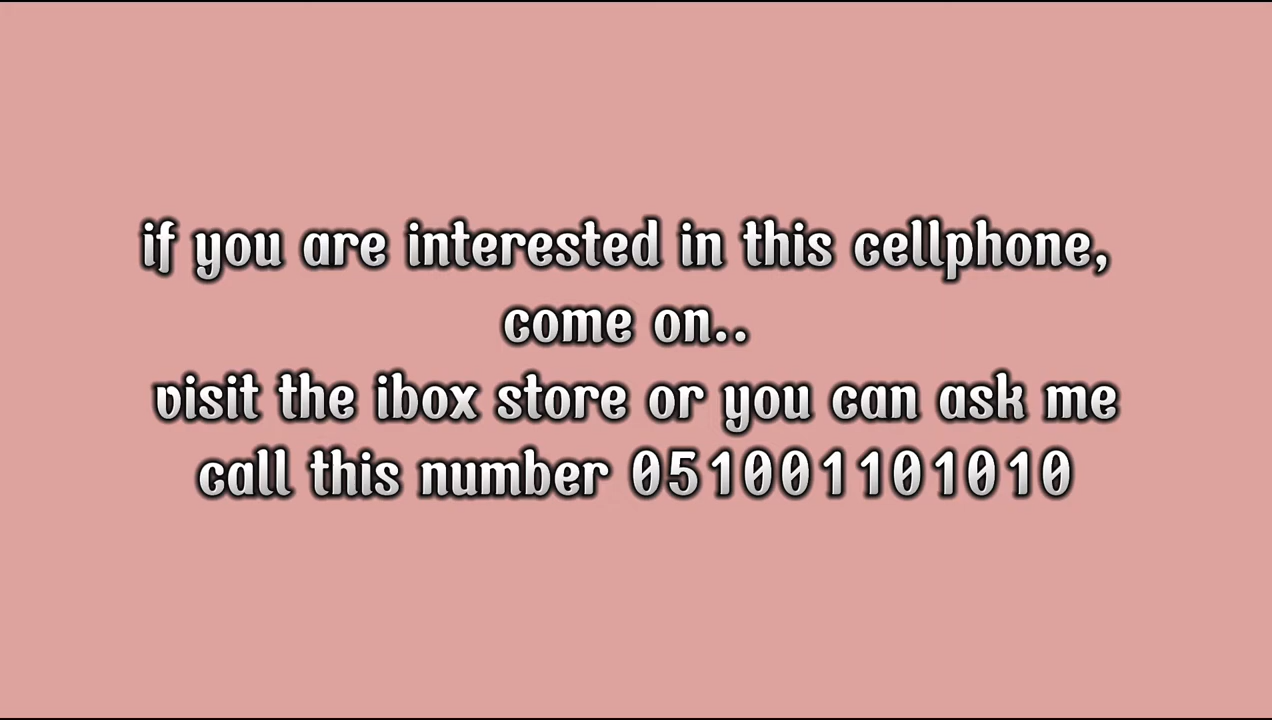 if you are interested in this cellphone,
come on..
visit the ibox store or you can ask me
call this number 051001101010